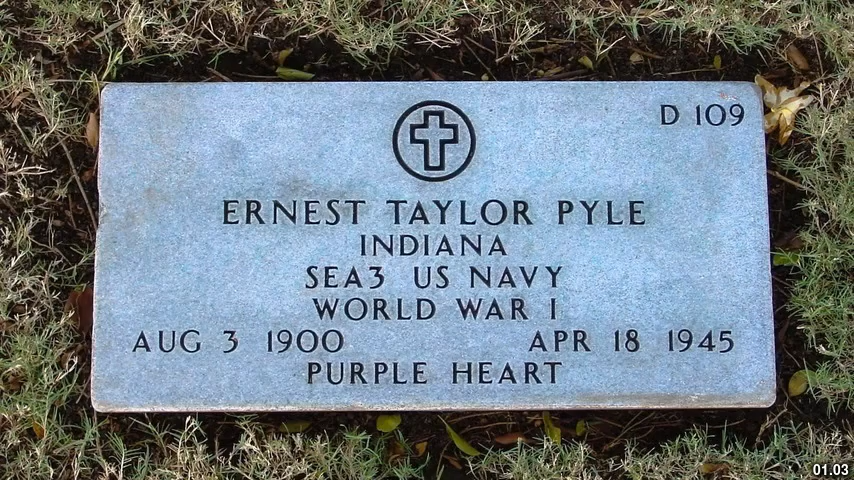 D 109
ERNEST TAYLOR PYLE
INDIANA
SEA3 US NAVY
WORLD WAR I
AUG 3 1900 APR 18 1945
PURPLE HEART
01.03